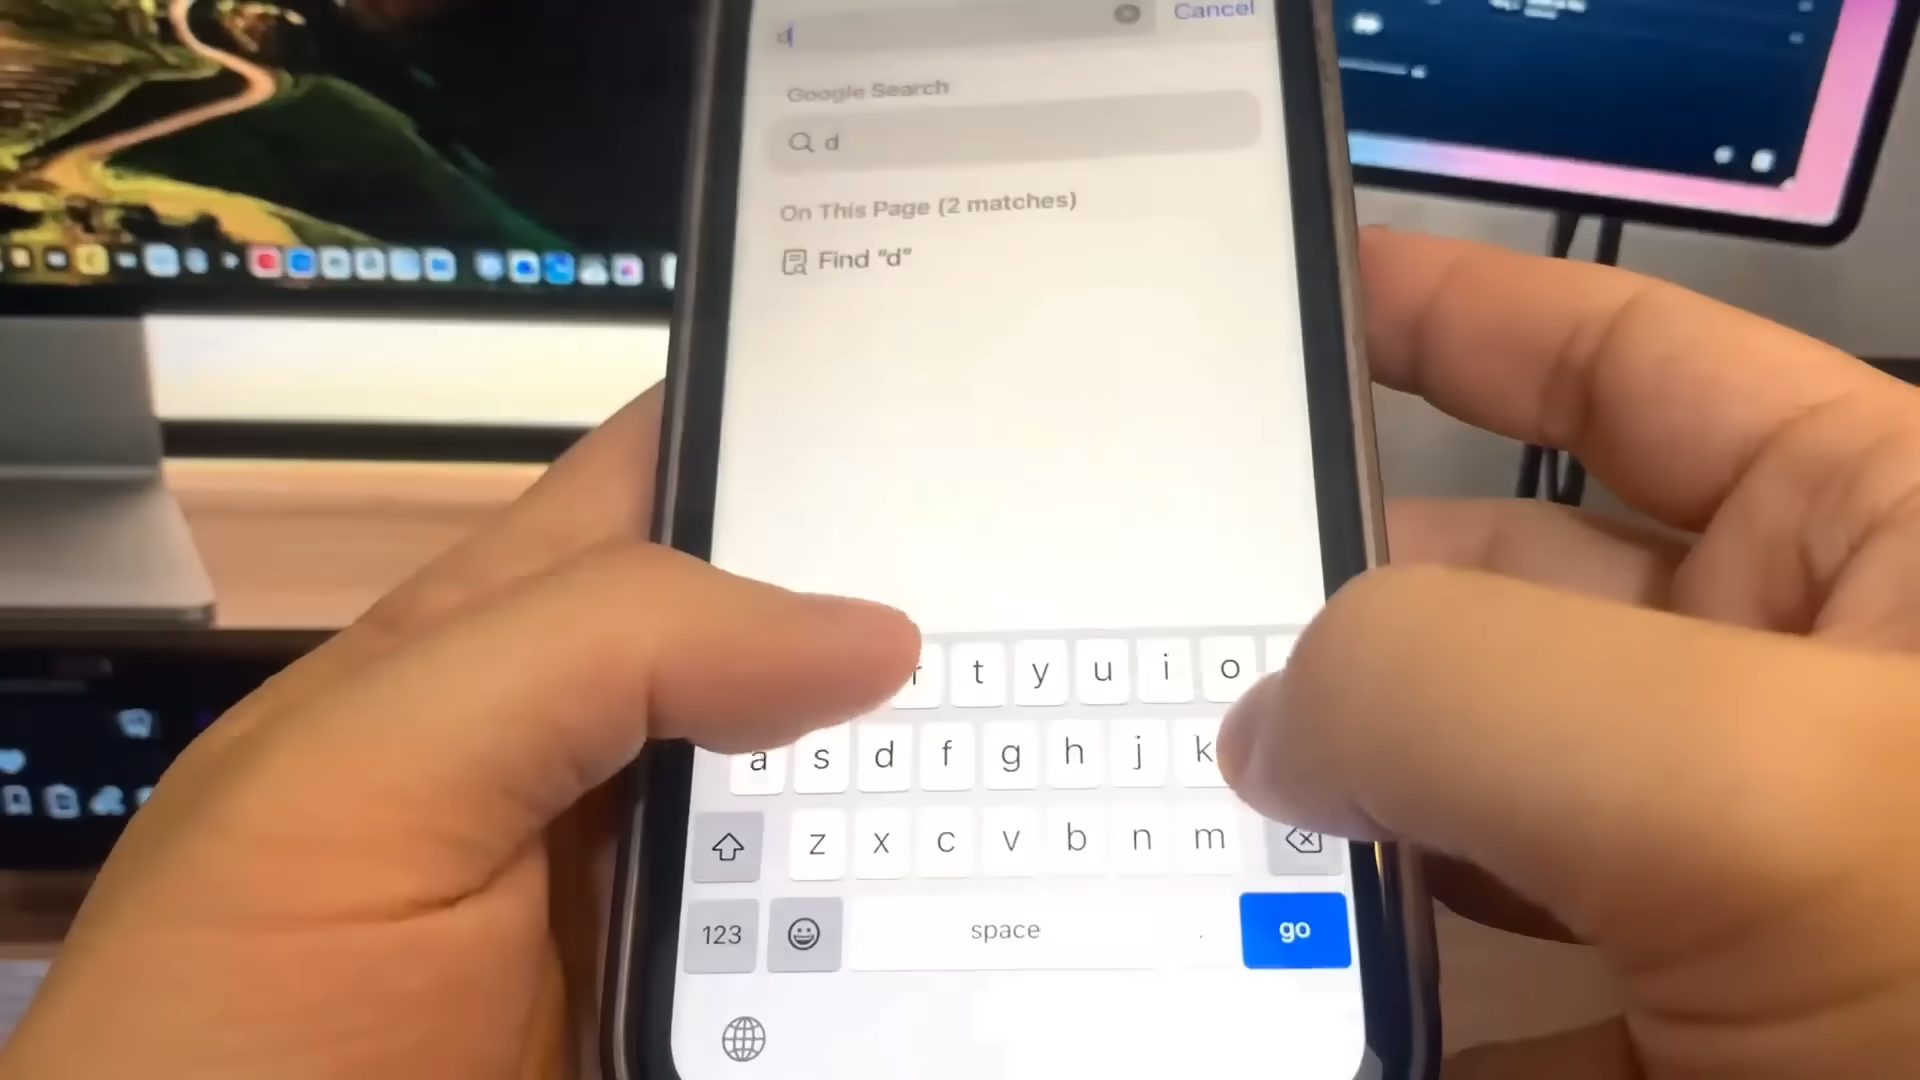 d
Cancel
Google Search
d
On This Page (2 matches)
Find "d"
r t y u i o
a s d f g h j k
z x c v b n m
123
space
.
go